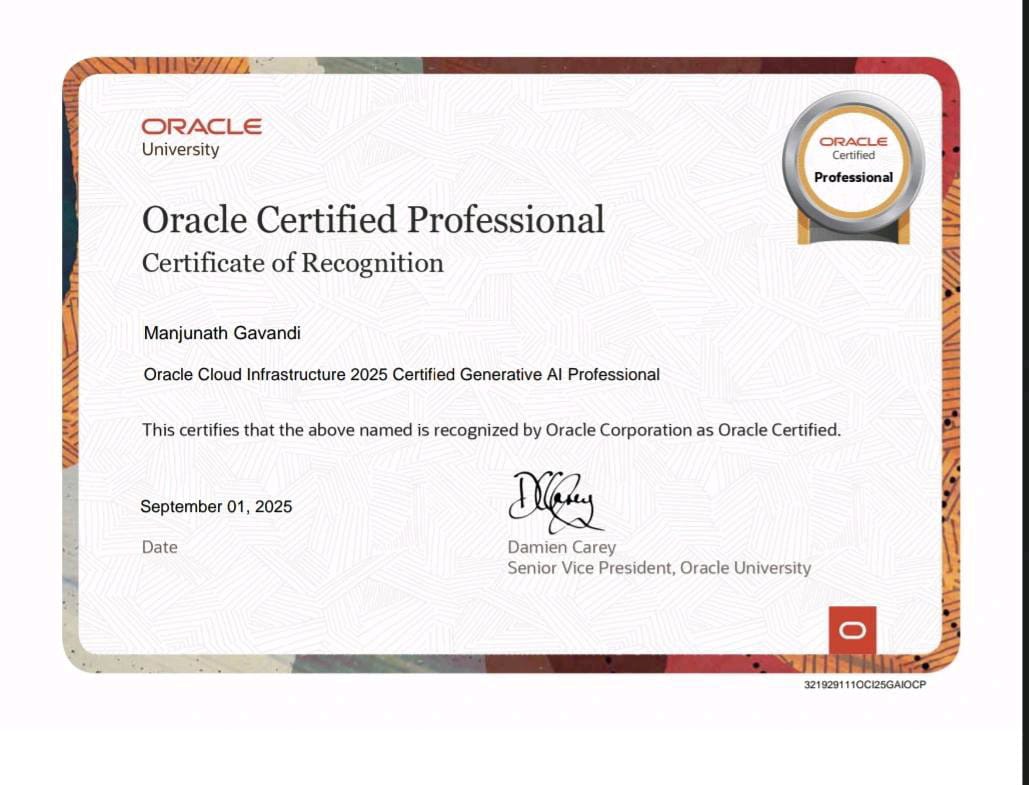 ORACLE
University
ORACLE
Certified
Professional
Oracle Certified Professional
Certificate of Recognition
Manjunath Gavandi
Oracle Cloud Infrastructure 2025 Certified Generative AI Professional
This certifies that the above named is recognized by Oracle Corporation as Oracle Certified.
September 01, 2025
Date
DCarey
Damien Carey
Senior Vice President, Oracle University
321929111OCI25GAIOCP